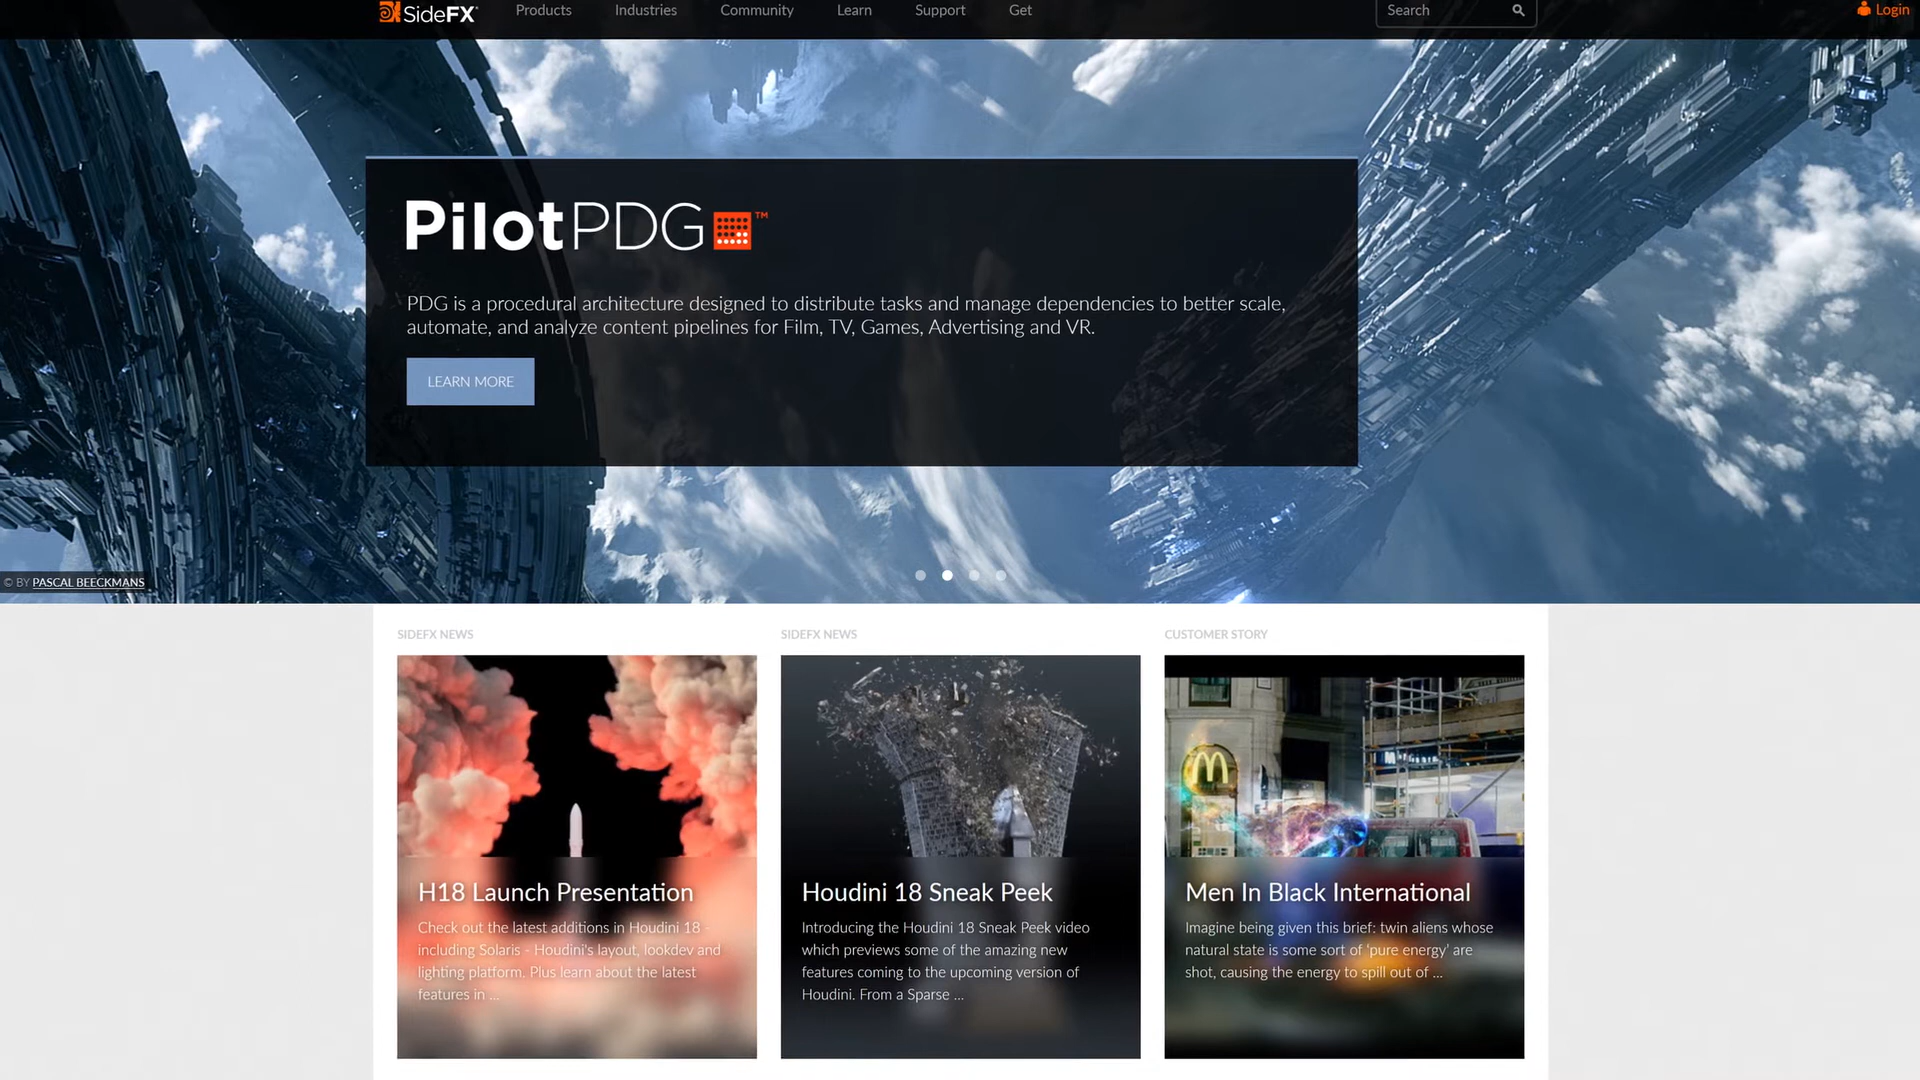 SideFX
Products
Industries
Community
Learn
Support
Get
Search
Login
PilotPDG™
PDG is a procedural architecture designed to distribute tasks and manage dependencies to better scale,
automate, and analyze content pipelines for Film, TV, Games, Advertising and VR.
LEARN MORE
© BY PASCAL BEECKMANS
SIDEFX NEWS
H18 Launch Presentation
Check out the latest additions in Houdini 18 -
including Solaris - Houdini's layout, lookdev and
lighting platform. Plus learn about the latest
features in ...
SIDEFX NEWS
Houdini 18 Sneak Peek
Introducing the Houdini 18 Sneak Peek video
which previews some of the amazing new
features coming to the upcoming version of
Houdini. From a Sparse ...
CUSTOMER STORY
Men In Black International
Imagine being given this brief: twin aliens whose
natural state is some sort of ‘pure energy’ are
shot, causing the energy to spill out of ...